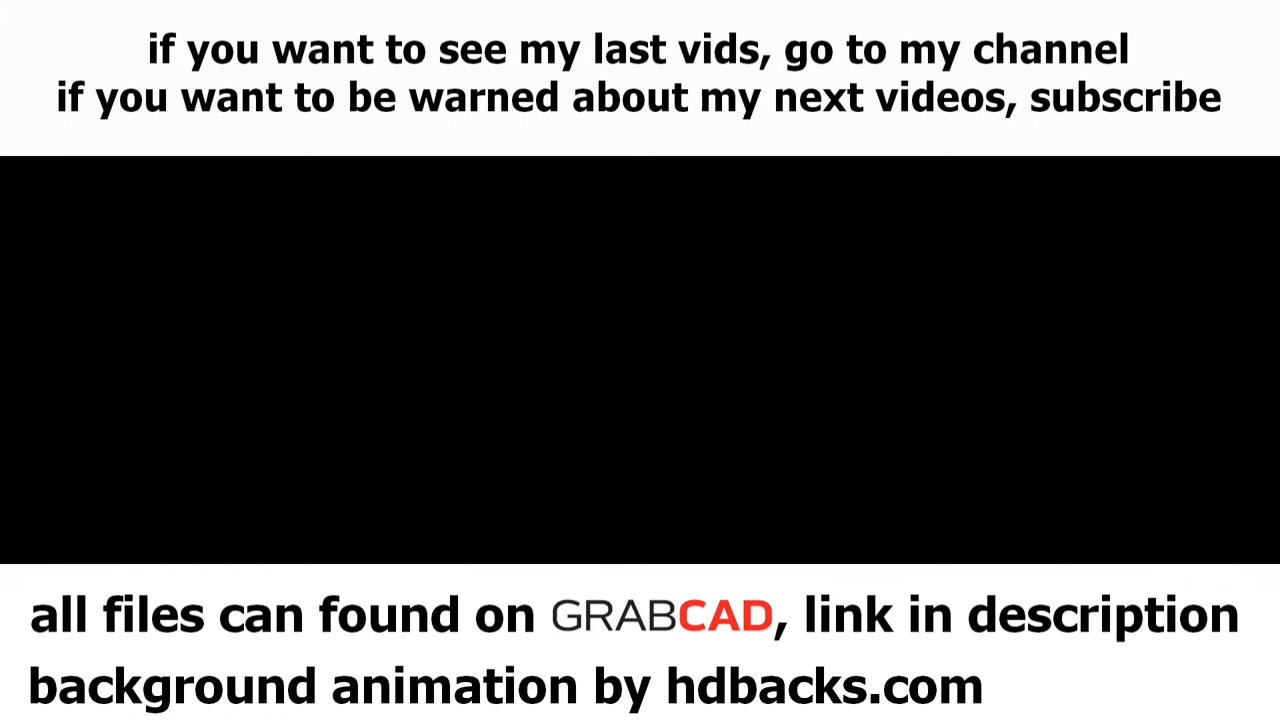 if you want to see my last vids, go to my channel
if you want to be warned about my next videos, subscribe
all files can found on GRABCAD, link in description
background animation by hdbacks.com